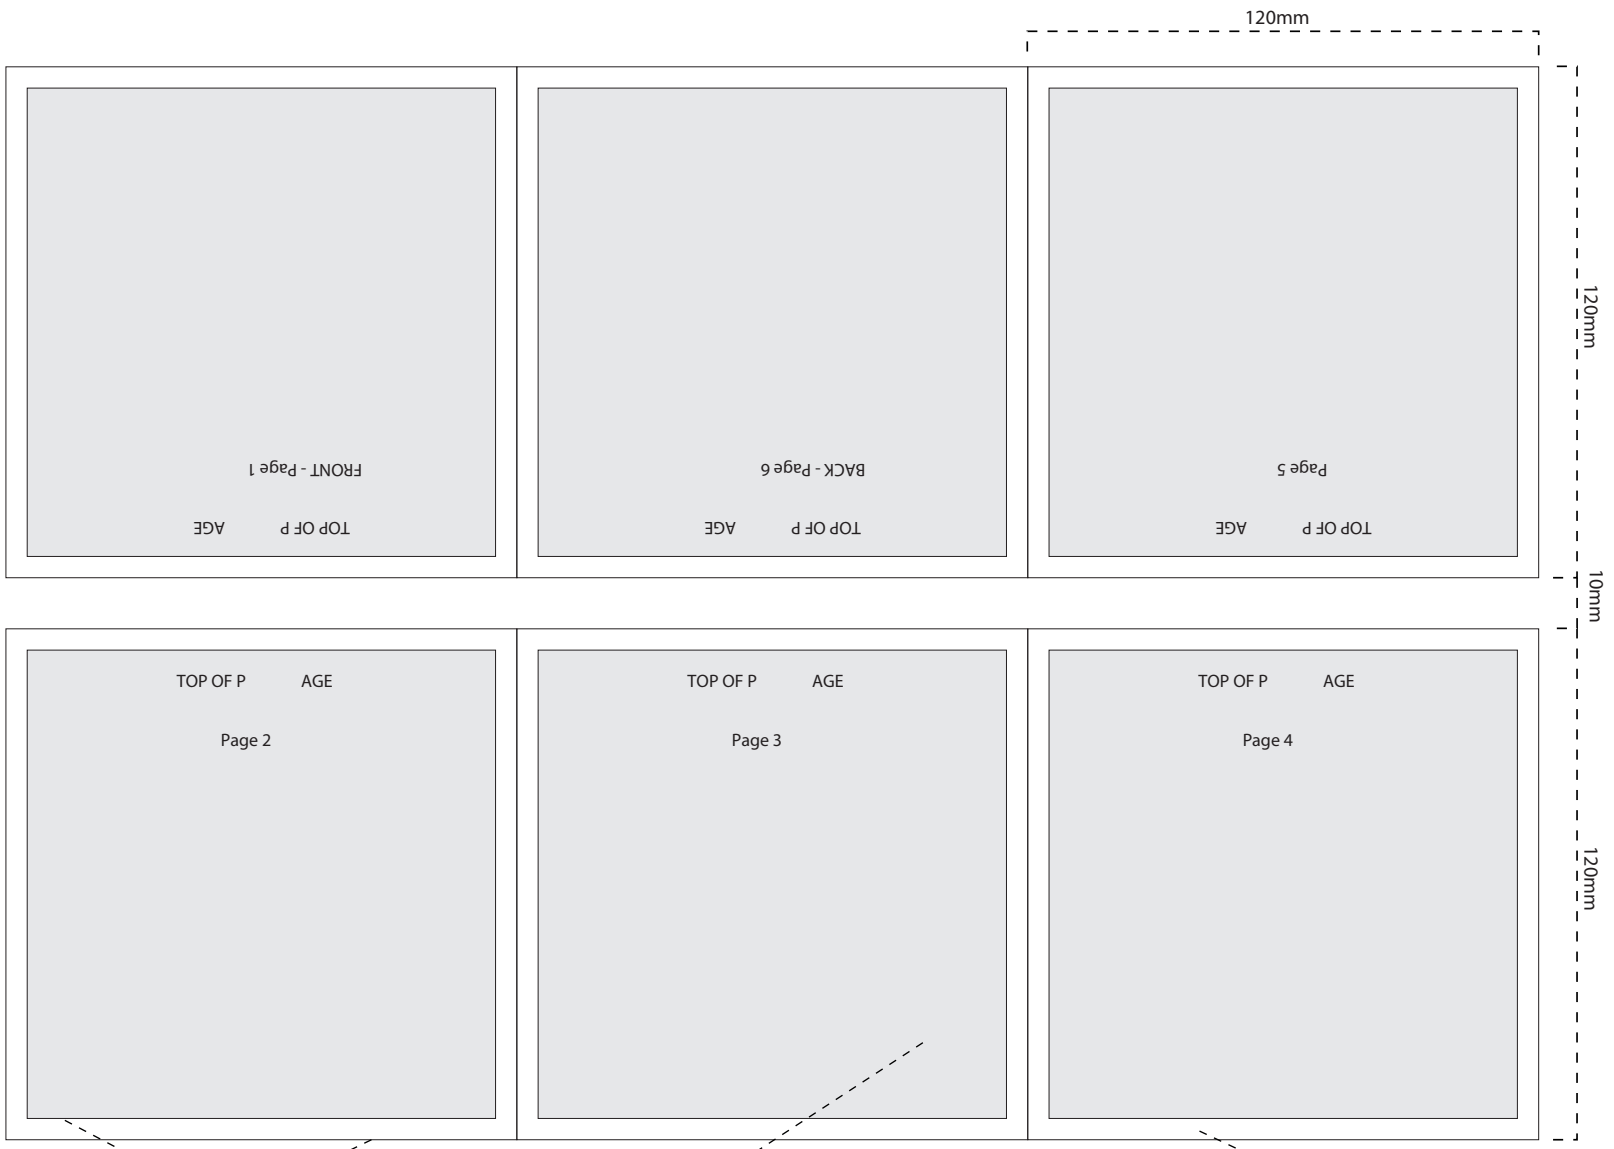 120mm
120mm
FRONT - Page 1
BACK - Page 6
Page 5
TOP OF P AGE
TOP OF P AGE
TOP OF P AGE
10mm
TOP OF P AGE
TOP OF P AGE
TOP OF P AGE
Page 2
Page 3
Page 4
120mm